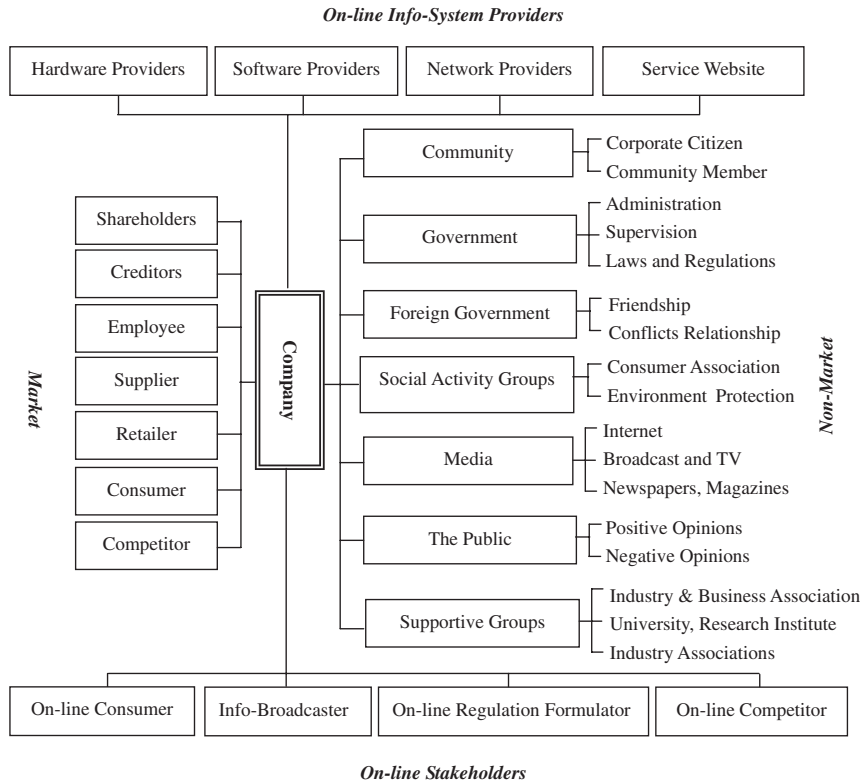 On-line Info-System Providers
Hardware Providers
Software Providers
Network Providers
Service Website
Community
Corporate Citizen
Community Member
Government
Administration
Supervision
Laws and Regulations
Foreign Government
Friendship
Conflicts Relationship
Social Activity Groups
Consumer Association
Environment Protection
Media
Internet
Broadcast and TV
Newspapers, Magazines
The Public
Positive Opinions
Negative Opinions
Supportive Groups
Industry & Business Association
University, Research Institute
Industry Associations
Shareholders
Creditors
Employee
Supplier
Retailer
Consumer
Competitor
Market
Company
Non-Market
On-line Consumer
Info-Broadcaster
On-line Regulation Formulator
On-line Competitor
On-line Stakeholders